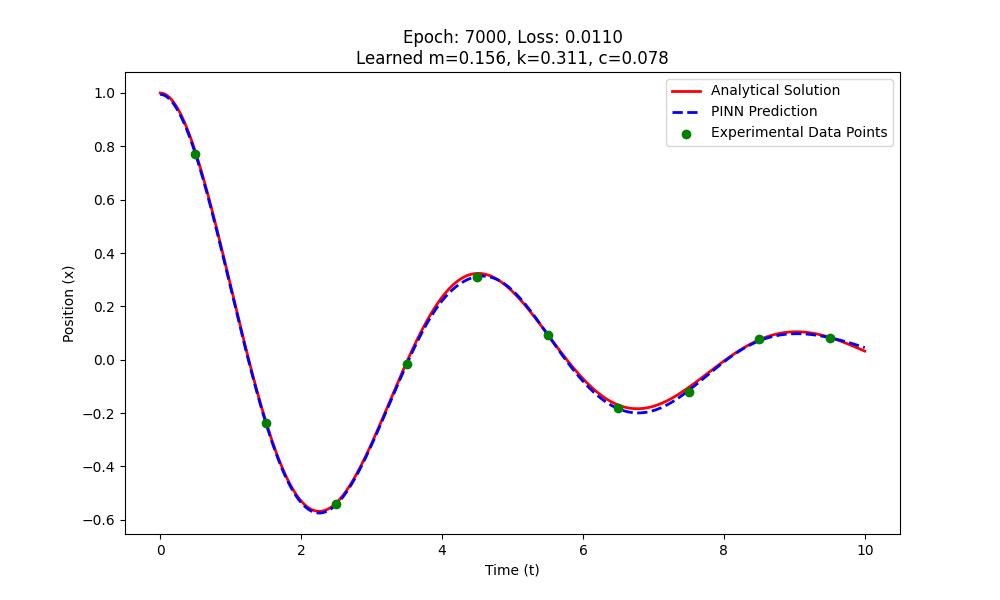 Epoch: 7000, Loss: 0.0110
Learned m=0.156, k=0.311, c=0.078
Analytical Solution
PINN Prediction
Experimental Data Points
Position (x)
1.0
0.8
0.6
0.4
0.2
0.0
−0.2
−0.4
−0.6
0
2
4
6
8
10
Time (t)